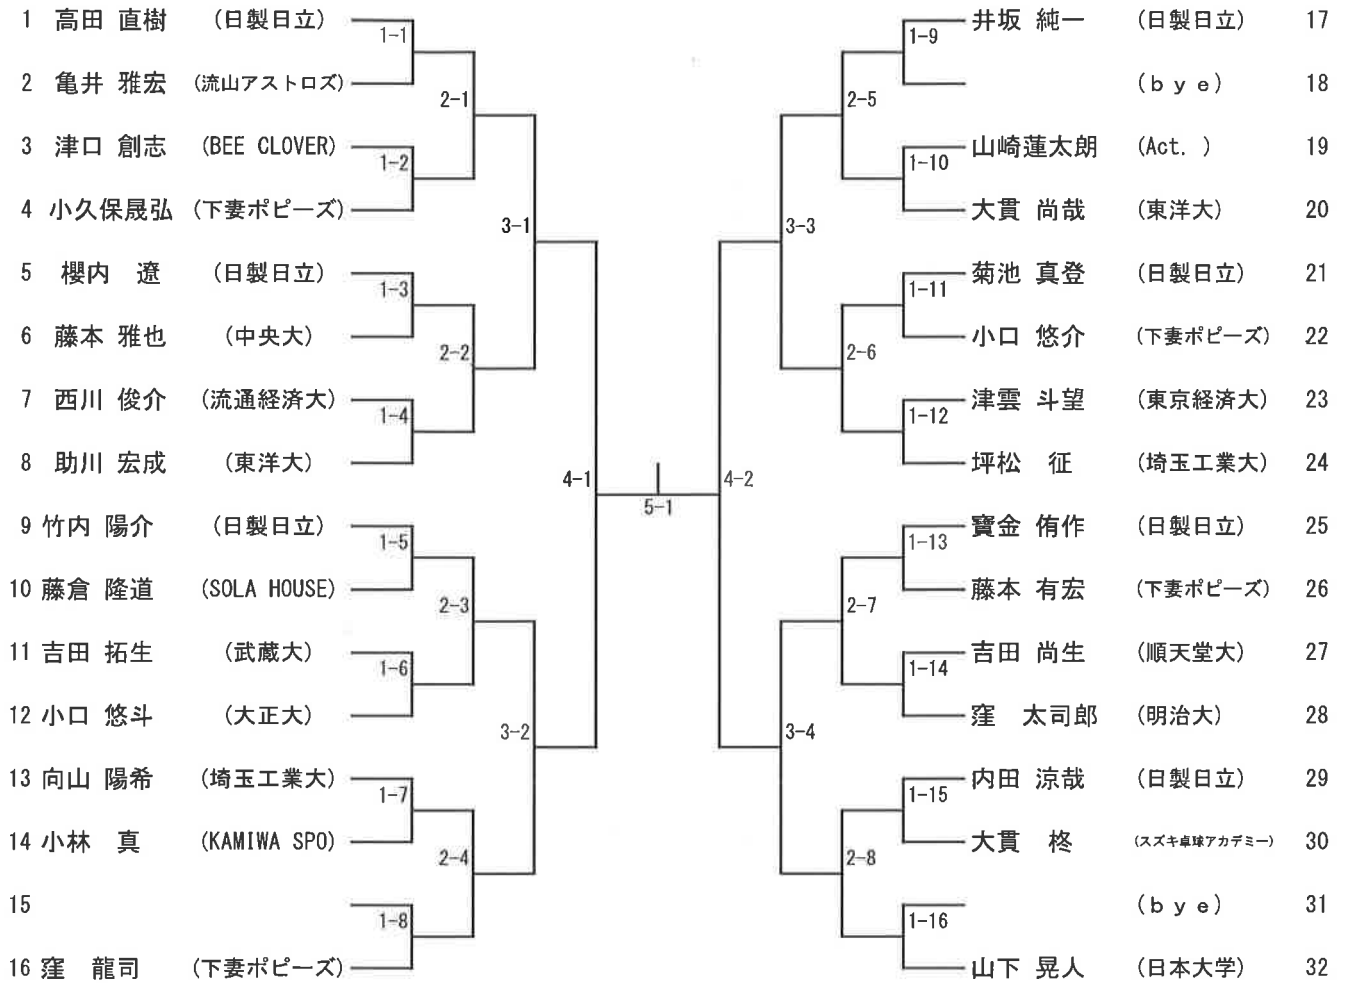 1 高田 直樹 (日製日立)
1-1
2 亀井 雅宏 (流山アストロズ)
2-1
3 津口 創志 (BEE CLOVER)
1-2
4 小久保晟弘 (下妻ポピーズ)
3-1
5 櫻内 遼 (日製日立)
1-3
6 藤本 雅也 (中央大)
2-2
7 西川 俊介 (流通経済大)
1-4
8 助川 宏成 (東洋大)
4-1
9 竹内 陽介 (日製日立)
1-5
10 藤倉 隆道 (SOLA HOUSE)
2-3
11 吉田 拓生 (武蔵大)
1-6
12 小口 悠斗 (大正大)
3-2
13 向山 陽希 (埼玉工業大)
1-7
14 小林 真 (KAMIWA SPO)
2-4
15
1-8
16 窪 龍司 (下妻ポピーズ)
5-1
井坂 純一 (日製日立) 17
1-9
(bye) 18
2-5
山崎蓮太朗 (Act. ) 19
1-10
大貫 尚哉 (東洋大) 20
3-3
菊池 真登 (日製日立) 21
1-11
小口 悠介 (下妻ポピーズ) 22
2-6
津雲 斗望 (東京経済大) 23
1-12
坪松 征 (埼玉工業大) 24
4-2
寶金 侑作 (日製日立) 25
1-13
藤本 有宏 (下妻ポピーズ) 26
2-7
吉田 尚生 (順天堂大) 27
1-14
窪 太司郎 (明治大) 28
3-4
内田 涼哉 (日製日立) 29
1-15
大貫 柊 (スズキ卓球アカデミー) 30
2-8
(bye) 31
1-16
山下 晃人 (日本大学) 32